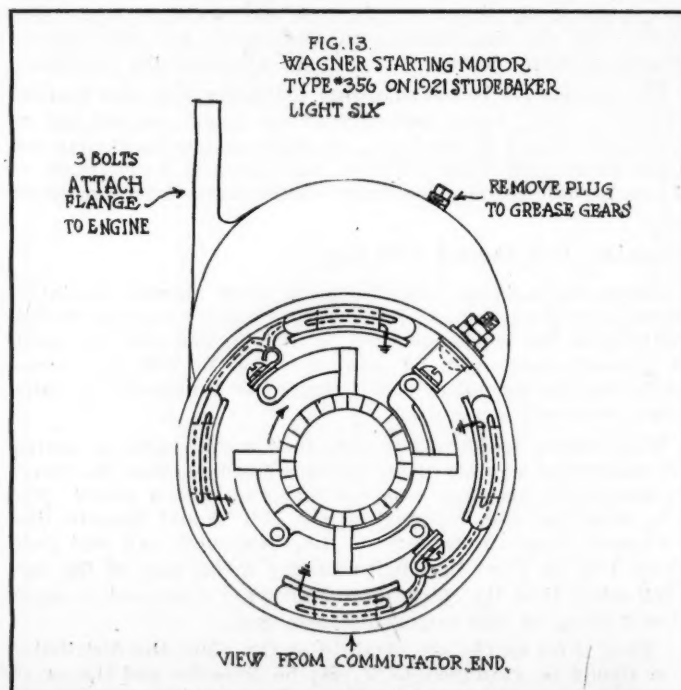 FIG.13.
WAGNER STARTING MOTOR
TYPE #356 ON 1921 STUDEBAKER
LIGHT SIX
3 BOLTS
ATTACH
FLANGE
TO ENGINE
REMOVE PLUG
TO GREASE GEARS
VIEW FROM COMMUTATOR END.